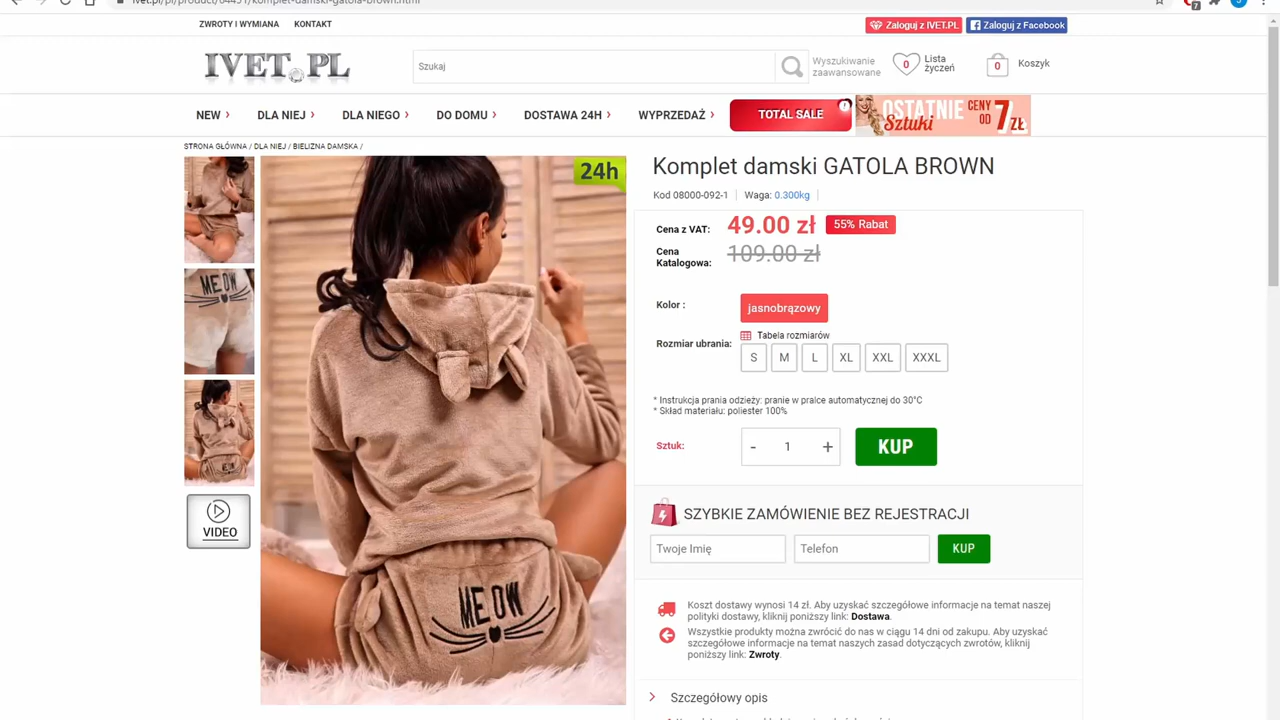 ivet.pl/pl/product/64451/komplet-damski-gatola-brown.html
7
ZWROTY I WYMIANA KONTAKT
Zaloguj z IVET.PL Zaloguj z Facebook
IVET.PL
Szukaj
Wyszukiwanie
zaawansowane
0
Lista
życzeń
0
Koszyk
NEW DLA NIEJ DLA NIEGO DO DOMU DOSTAWA 24H WYPRZEDAŻ
TOTAL SALE
OSTATNIE
Sztuki
CENY
OD 7 ZŁ
STRONA GŁÓWNA / DLA NIEJ / BIELIZNA DAMSKA /
24h
MEOW
MEOW
VIDEO
Komplet damski GATOLA BROWN
Kod 08000-092-1 Waga: 0.300kg
Cena z VAT: 49.00 zł 55% Rabat
Cena
Katalogowa: 109.00 zł
Kolor : jasnobrązowy
Tabela rozmiarów
Rozmiar ubrania: S M L XL XXL XXXL
* Instrukcja prania odzieży: pranie w pralce automatycznej do 30°C
* Skład materiału: poliester 100%
Sztuk: - 1 + KUP
SZYBKIE ZAMÓWIENIE BEZ REJESTRACJI
Twoje Imię Telefon KUP
Koszt dostawy wynosi 14 zł. Aby uzyskać szczegółowe informacje na temat naszej
polityki dostawy, kliknij poniższy link: Dostawa.
Wszystkie produkty można zwrócić do nas w ciągu 14 dni od zakupu. Aby uzyskać
szczegółowe informacje na temat naszych zasad dotyczących zwrotów, kliknij
poniższy link: Zwroty.
Szczegółowy opis